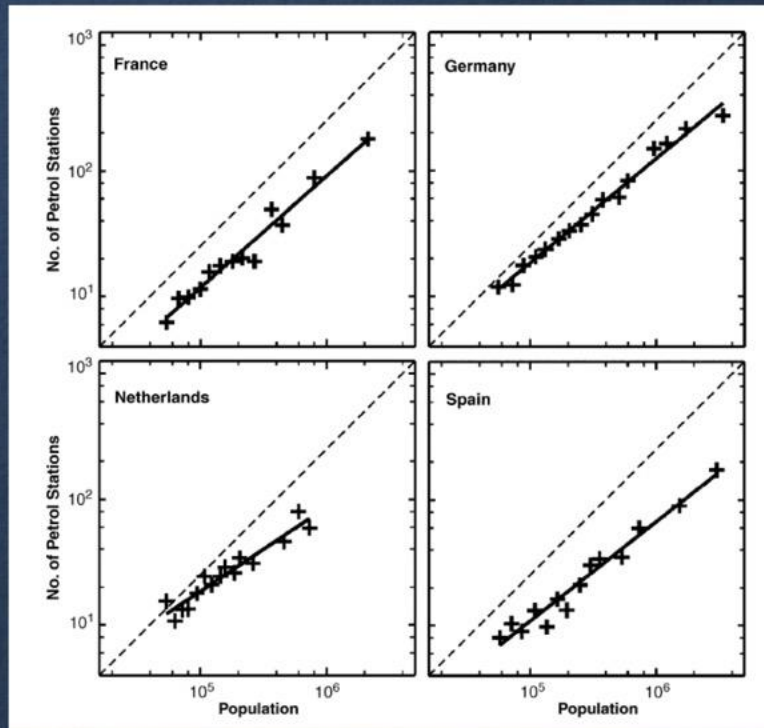 10³
France
Germany
No. of Petrol Stations
10²
10¹
10³
Netherlands
Spain
No. of Petrol Stations
10²
10¹
10⁵
10⁶
10⁵
10⁶
Population
Population